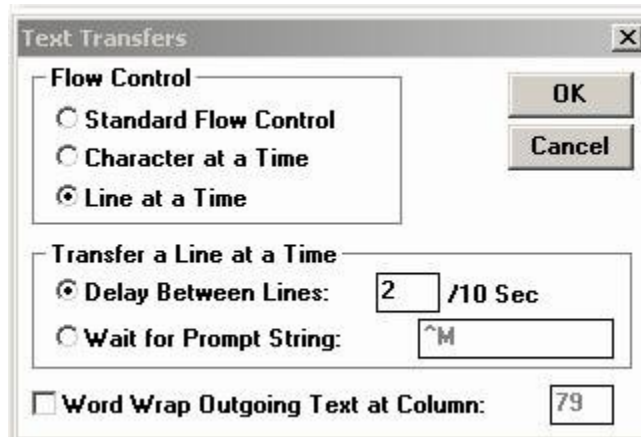 Text Transfers
Flow Control
Standard Flow Control
Character at a Time
Line at a Time
OK
Cancel
Transfer a Line at a Time
Delay Between Lines: 2 /10 Sec
Wait for Prompt String: ^M
Word Wrap Outgoing Text at Column: 79